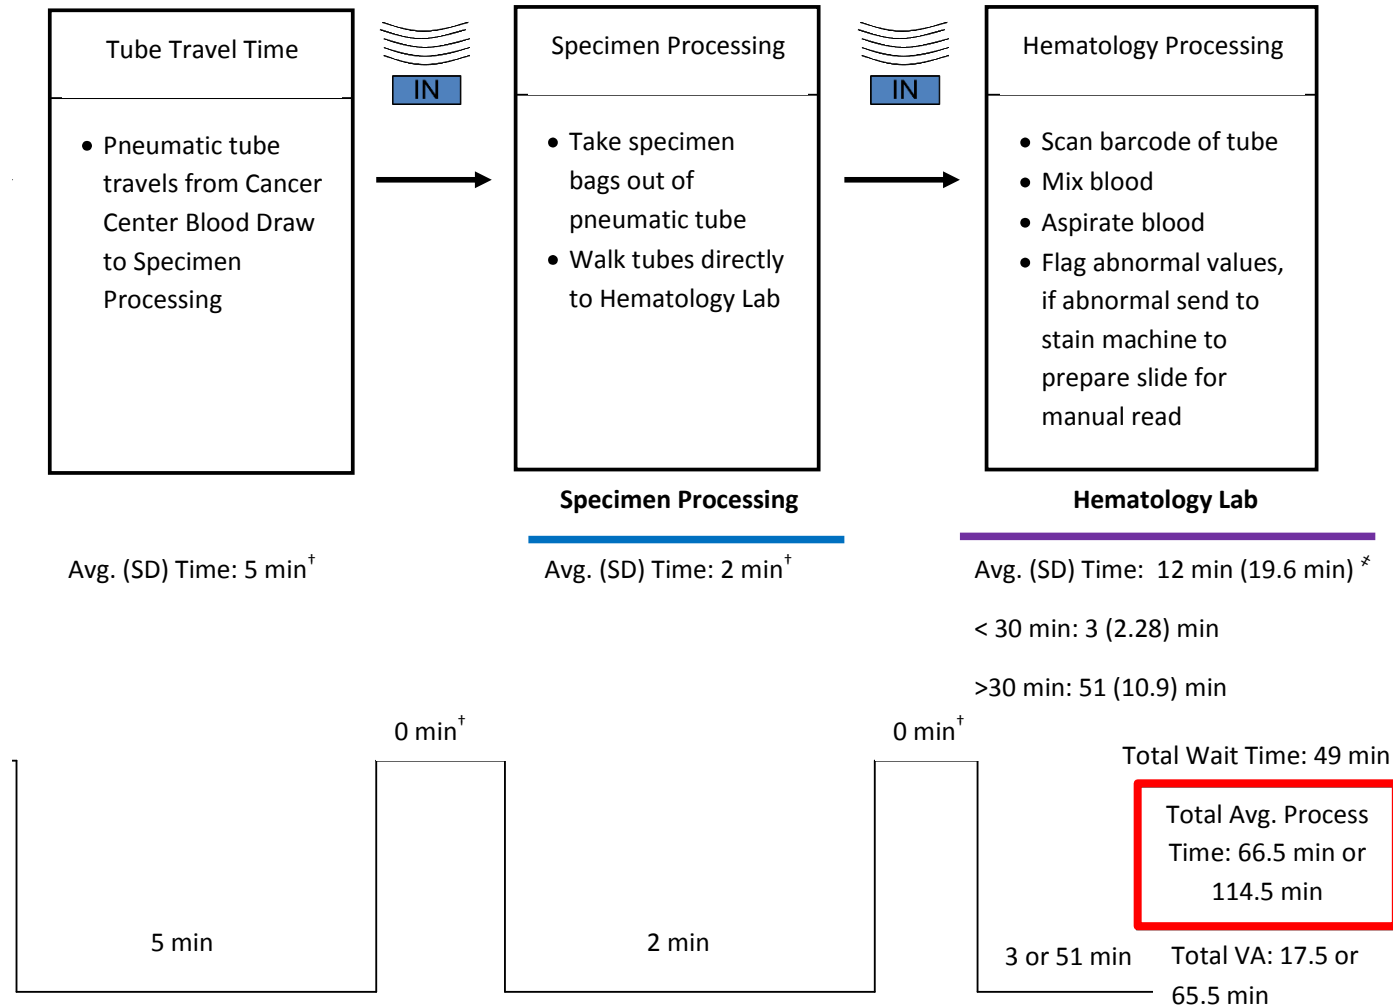 Tube Travel Time
• Pneumatic tube
travels from Cancer
Center Blood Draw
to Specimen
Processing
IN
Specimen Processing
• Take specimen
bags out of
pneumatic tube
• Walk tubes directly
to Hematology Lab
IN
Hematology Processing
• Scan barcode of tube
• Mix blood
• Aspirate blood
• Flag abnormal values,
if abnormal send to
stain machine to
prepare slide for
manual read
Specimen Processing
Hematology Lab
Avg. (SD) Time: 5 min†
Avg. (SD) Time: 2 min†
Avg. (SD) Time: 12 min (19.6 min) ҂
< 30 min: 3 (2.28) min
>30 min: 51 (10.9) min
0 min†
0 min†
Total Wait Time: 49 min
Total Avg. Process
Time: 66.5 min or
114.5 min
5 min
2 min
3 or 51 min
Total VA: 17.5 or
65.5 min